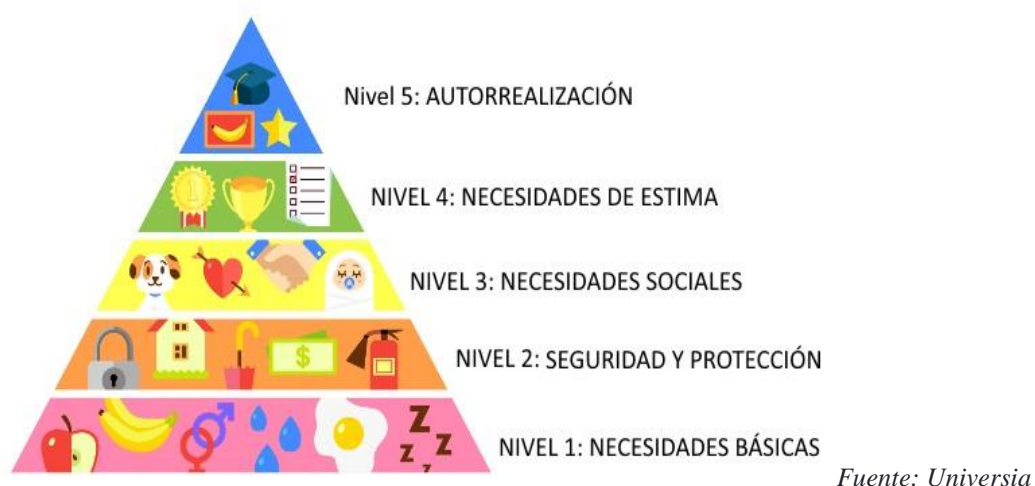 Nivel 5: AUTORREALIZACIÓN
NIVEL 4: NECESIDADES DE ESTIMA
NIVEL 3: NECESIDADES SOCIALES
NIVEL 2: SEGURIDAD Y PROTECCIÓN
NIVEL 1: NECESIDADES BÁSICAS
Fuente: Universia
1
$
Z
Z
Z
z